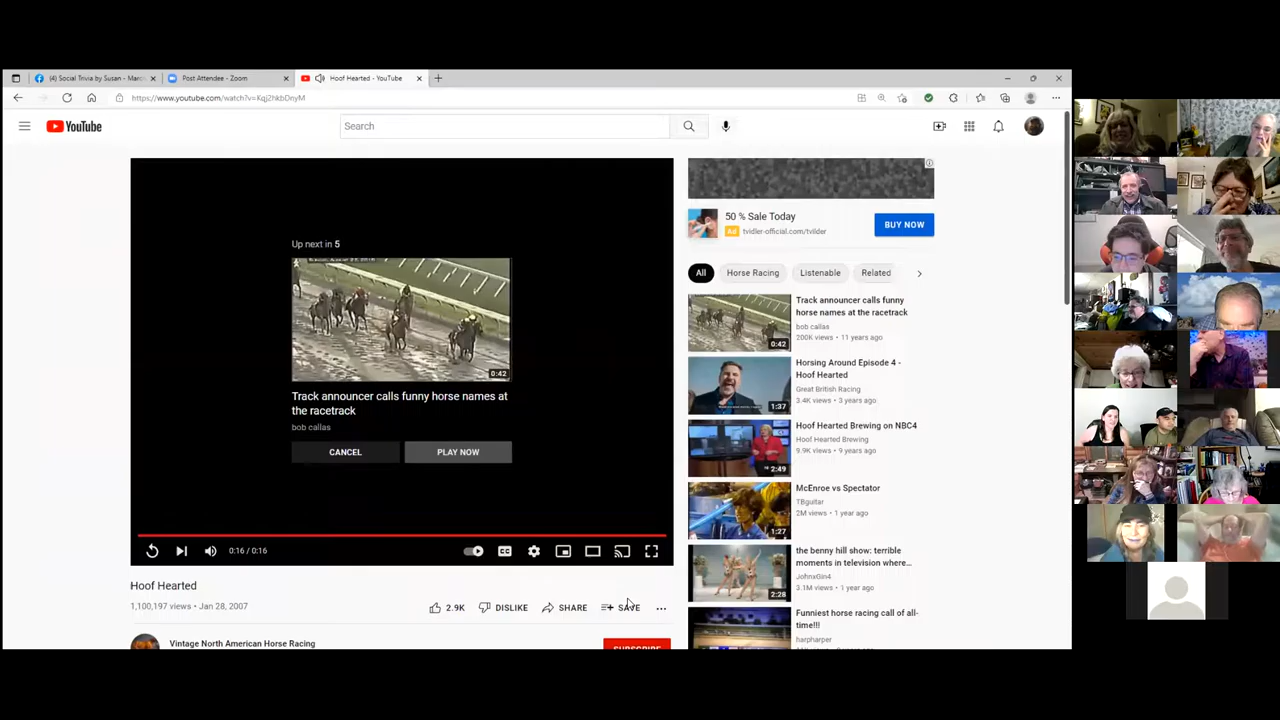 (4) Social Trivia by Susan - Marci
Post Attendee - Zoom
Hoof Hearted - YouTube
https://www.youtube.com/watch?v=Kqj2hkbDnyM
YouTube
Search
Up next in 5
0:42
Track announcer calls funny horse names at
the racetrack
bob callas
CANCEL
PLAY NOW
0:16 / 0:16
CC
Hoof Hearted
1,100,197 views • Jan 28, 2007
2.9K
DISLIKE
SHARE
SAVE
Vintage North American Horse Racing
SUBSCRIBE
50 % Sale Today
Ad tvidler-official.com/tvilder
BUY NOW
All
Horse Racing
Listenable
Related
Track announcer calls funny
horse names at the racetrack
bob callas
200K views • 11 years ago
0:42
Horsing Around Episode 4 -
Hoof Hearted
Great British Racing
3.4K views • 3 years ago
1:37
Hoof Hearted Brewing on NBC4
Hoof Hearted Brewing
9.9K views • 9 years ago
2:49
McEnroe vs Spectator
TBguitar
2M views • 1 year ago
1:27
the benny hill show: terrible
moments in television where...
JohnxGin4
3.1M views • 1 year ago
2:28
Funniest horse racing call of all-
time!!!
harpharper